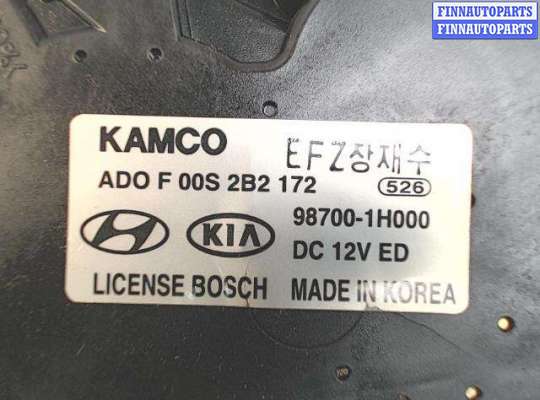 FINNAUTOPARTS
FINNAUTOPARTS
KAMCO EFZ장재수
ADO F 00S 2B2 172 526
KIA 98700-1H000
DC 12V ED
LICENSE BOSCH MADE IN KOREA